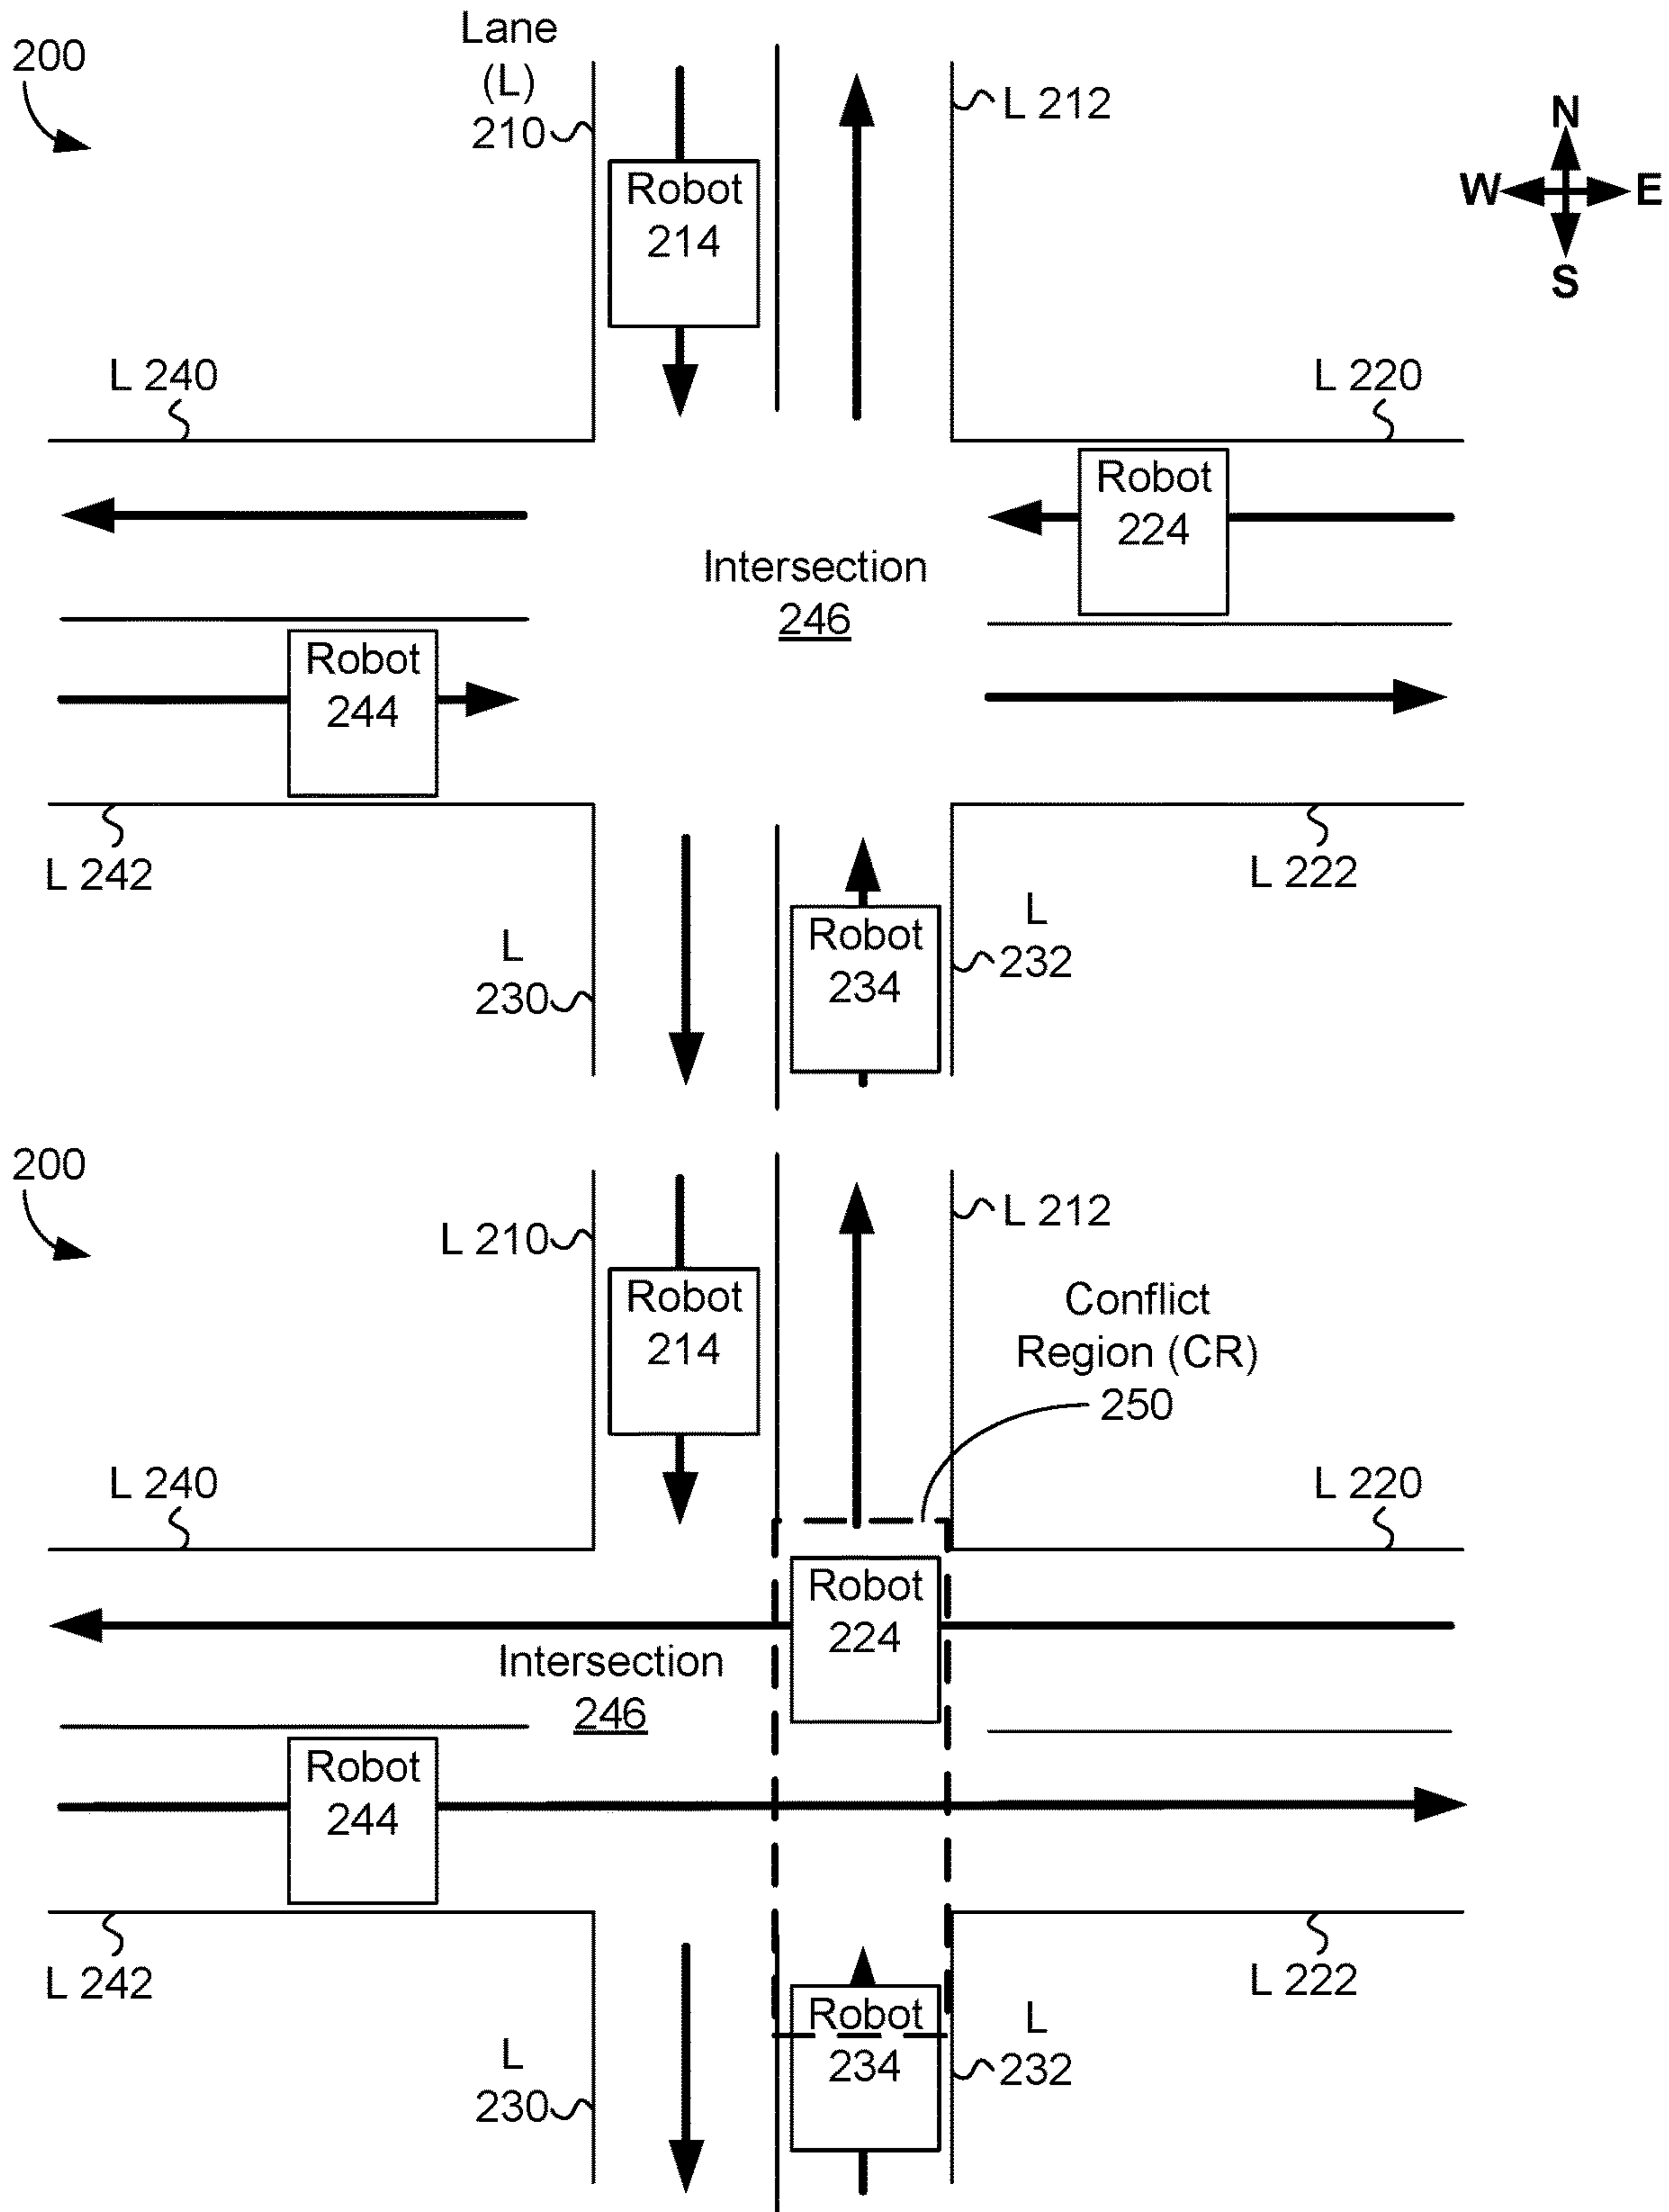 200
Lane
(L)
210
L 212
N
W
E
S
Robot
214
L 240
L 220
Robot
224
Intersection
246
Robot
244
L 242
L 222
L
230
Robot
234
L
232
200
L 210
L 212
Robot
214
Conflict
Region (CR)
250
L 240
L 220
Robot
224
Intersection
246
Robot
244
L 242
L 222
L
230
Robot
234
L
232